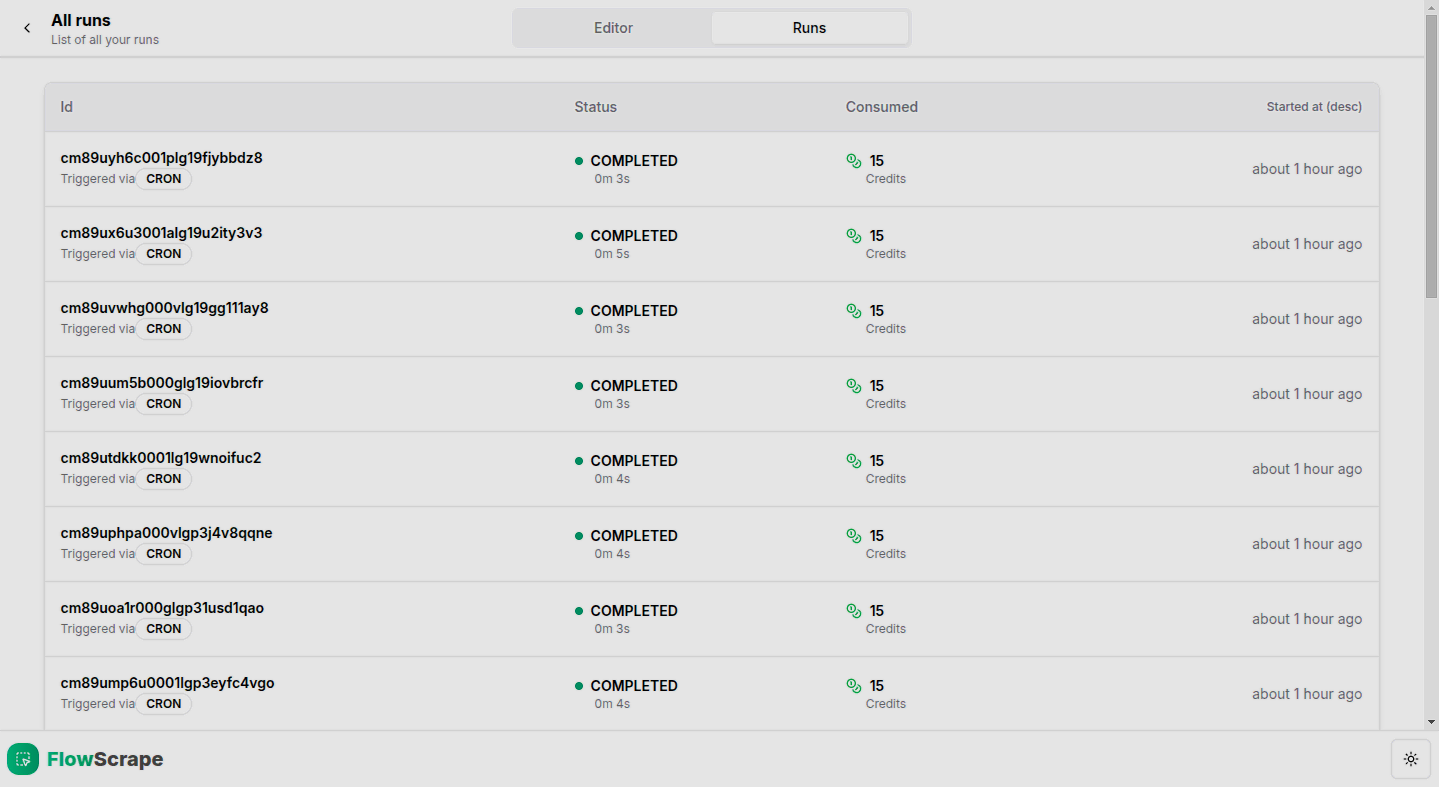 All runs
List of all your runs
Editor
Runs
Id
Status
Consumed
Started at (desc)
cm89uyh6c001plg19fjybbdz8
COMPLETED
15
Triggered via CRON
0m 3s
Credits
about 1 hour ago
cm89ux6u3001alg19u2ity3v3
COMPLETED
15
Triggered via CRON
0m 5s
Credits
about 1 hour ago
cm89uvwhg000vlg19gg111ay8
COMPLETED
15
Triggered via CRON
0m 3s
Credits
about 1 hour ago
cm89uum5b000glg19iovbrcfr
COMPLETED
15
Triggered via CRON
0m 3s
Credits
about 1 hour ago
cm89utdkk0001lg19wnoifuc2
COMPLETED
15
Triggered via CRON
0m 4s
Credits
about 1 hour ago
cm89uphpa000vlgp3j4v8qqne
COMPLETED
15
Triggered via CRON
0m 4s
Credits
about 1 hour ago
cm89uoa1r000glgp31usd1qao
COMPLETED
15
Triggered via CRON
0m 3s
Credits
about 1 hour ago
cm89ump6u0001lgp3eyfc4vgo
COMPLETED
15
Triggered via CRON
0m 4s
Credits
about 1 hour ago
FlowScrape